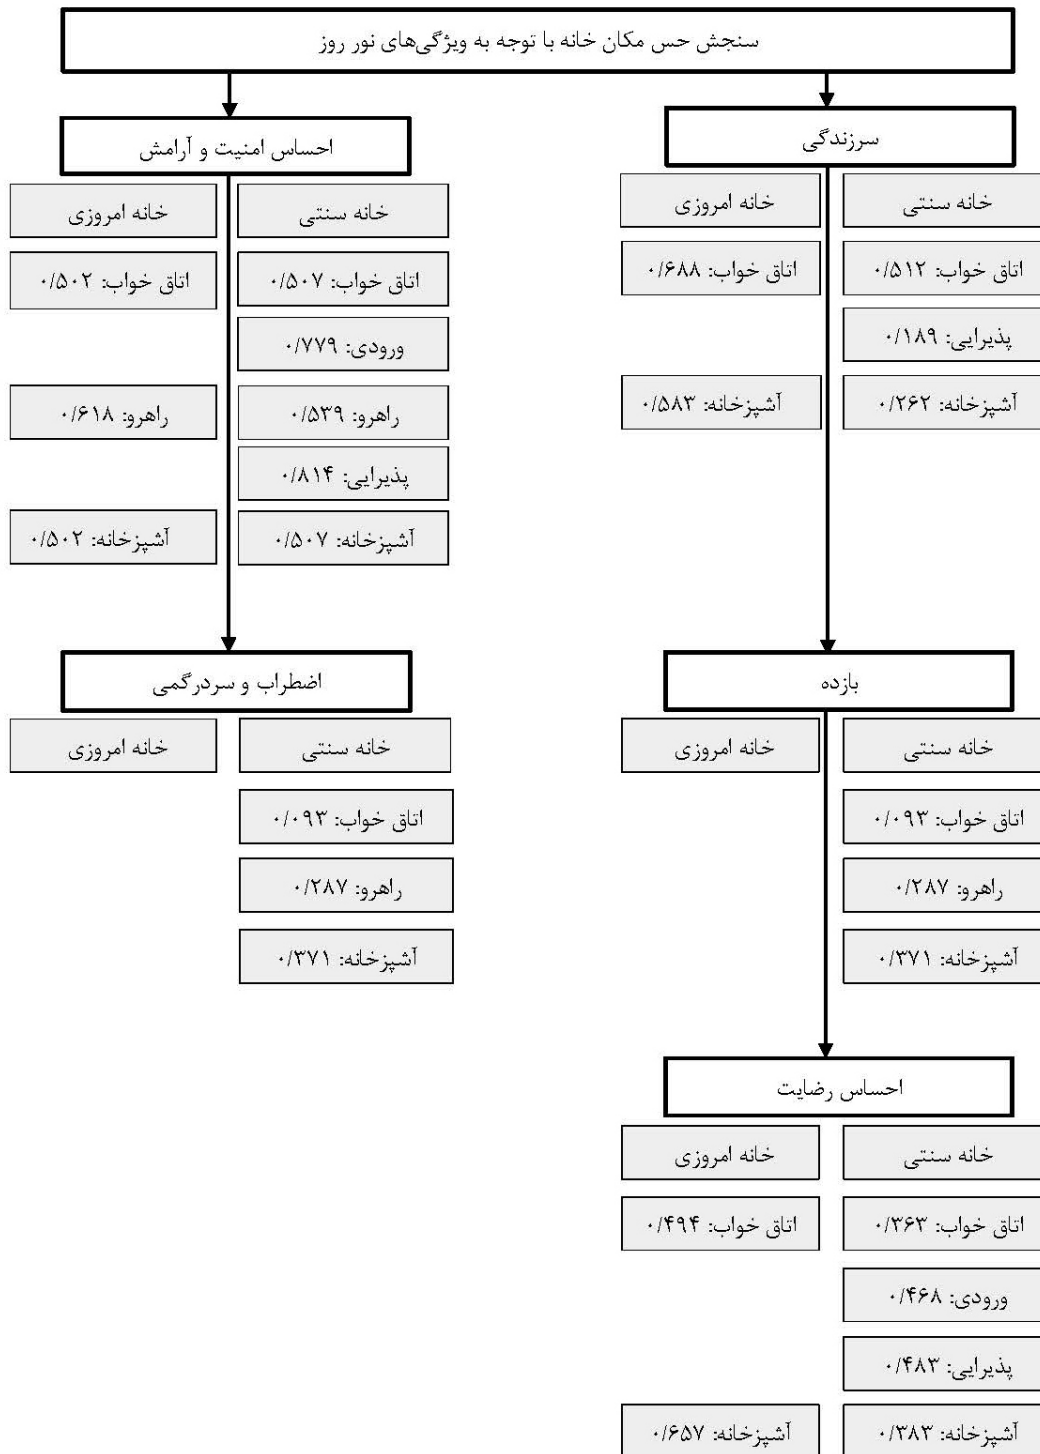 سنجش حس مکان خانه با توجه به ویژگی‌های نور روز
سرزندگی
خانه سنتی
خانه امروزی
اتاق خواب: ۰/۵۱۲
اتاق خواب: ۰/۶۸۸
پذیرایی: ۰/۱۸۹
آشپزخانه: ۰/۲۶۲
آشپزخانه: ۰/۵۸۳
بازده
خانه سنتی
خانه امروزی
اتاق خواب: ۰/۰۹۳
راهرو: ۰/۲۸۷
آشپزخانه: ۰/۳۷۱
احساس رضایت
خانه سنتی
خانه امروزی
اتاق خواب: ۰/۳۶۳
اتاق خواب: ۰/۴۹۴
ورودی: ۰/۴۶۸
پذیرایی: ۰/۴۸۳
آشپزخانه: ۰/۳۸۳
آشپزخانه: ۰/۶۵۷
احساس امنیت و آرامش
خانه سنتی
خانه امروزی
اتاق خواب: ۰/۵۰۷
اتاق خواب: ۰/۵۰۲
ورودی: ۰/۷۷۹
راهرو: ۰/۵۳۹
راهرو: ۰/۶۱۸
پذیرایی: ۰/۸۱۴
آشپزخانه: ۰/۵۰۷
آشپزخانه: ۰/۵۰۲
اضطراب و سردرگمی
خانه سنتی
خانه امروزی
اتاق خواب: ۰/۰۹۳
راهرو: ۰/۲۸۷
آشپزخانه: ۰/۳۷۱